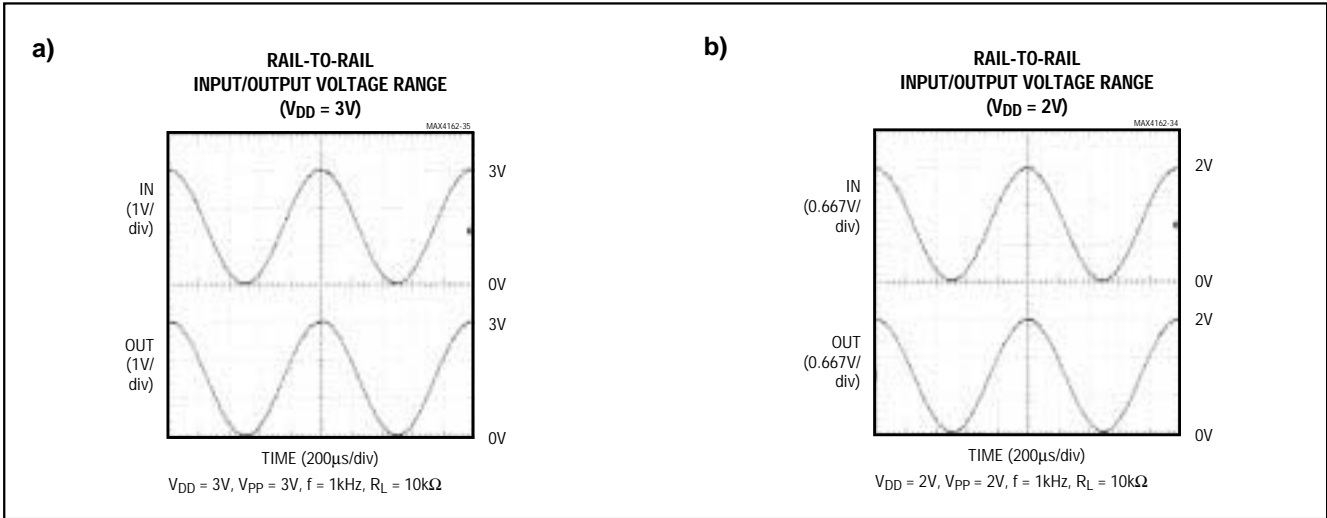 a)
RAIL-TO-RAIL
INPUT/OUTPUT VOLTAGE RANGE
(VDD = 3V)
MAX4162-35
IN
(1V/
div)
3V
0V
OUT
(1V/
div)
3V
0V
TIME (200µs/div)
VDD = 3V, VPP = 3V, f = 1kHz, RL = 10kΩ
b)
RAIL-TO-RAIL
INPUT/OUTPUT VOLTAGE RANGE
(VDD = 2V)
MAX4162-34
IN
(0.667V/
div)
2V
0V
OUT
(0.667V/
div)
2V
0V
TIME (200µs/div)
VDD = 2V, VPP = 2V, f = 1kHz, RL = 10kΩ